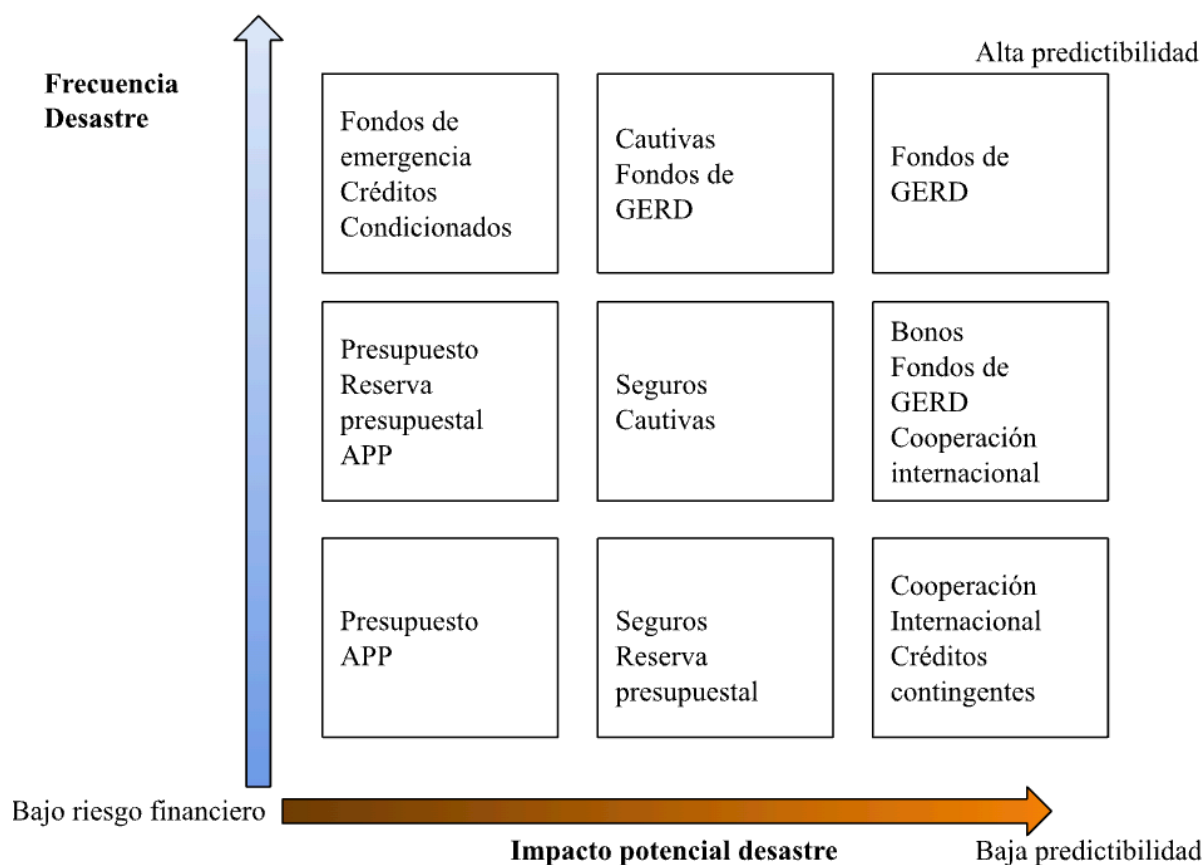 Alta predictibilidad
Frecuencia
Desastre
Fondos de
emergencia
Créditos
Condicionados
Cautivas
Fondos de
GERD
Fondos de
GERD
Presupuesto
Reserva
presupuestal
APP
Seguros
Cautivas
Bonos
Fondos de
GERD
Cooperación
internacional
Presupuesto
APP
Seguros
Reserva
presupuestal
Cooperación
Internacional
Créditos
contingentes
Bajo riesgo financiero
Impacto potencial desastre
Baja predictibilidad